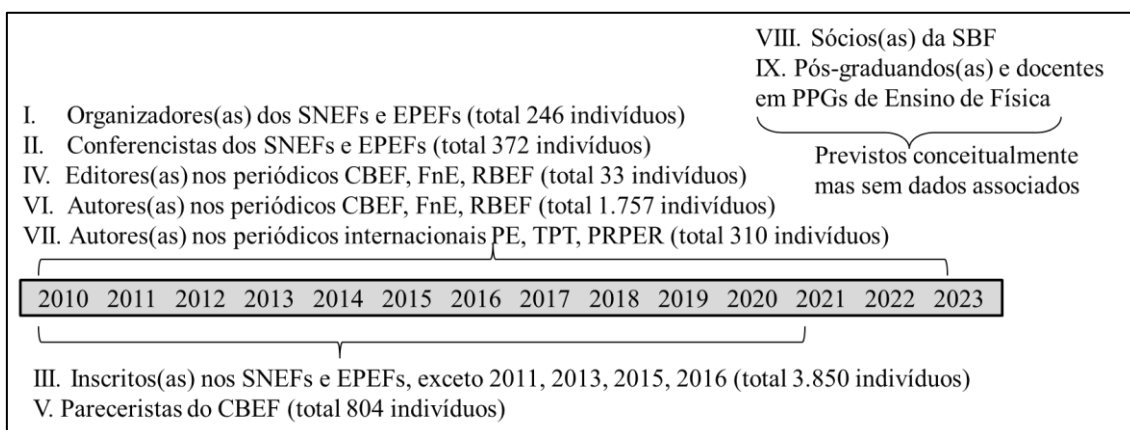 VIII. Sócios(as) da SBF
IX. Pós-graduandos(as) e docentes
em PPGs de Ensino de Física
Previstos conceitualmente
mas sem dados associados
I. Organizadores(as) dos SNEFs e EPEFs (total 246 indivíduos)
II. Conferencistas dos SNEFs e EPEFs (total 372 indivíduos)
IV. Editores(as) nos periódicos CBEF, FnE, RBEF (total 33 indivíduos)
VI. Autores(as) nos periódicos CBEF, FnE, RBEF (total 1.757 indivíduos)
VII. Autores(as) nos periódicos internacionais PE, TPT, PRPER (total 310 indivíduos)
2010 2011 2012 2013 2014 2015 2016 2017 2018 2019 2020 2021 2022 2023
III. Inscritos(as) nos SNEFs e EPEFs, exceto 2011, 2013, 2015, 2016 (total 3.850 indivíduos)
V. Pareceristas do CBEF (total 804 indivíduos)